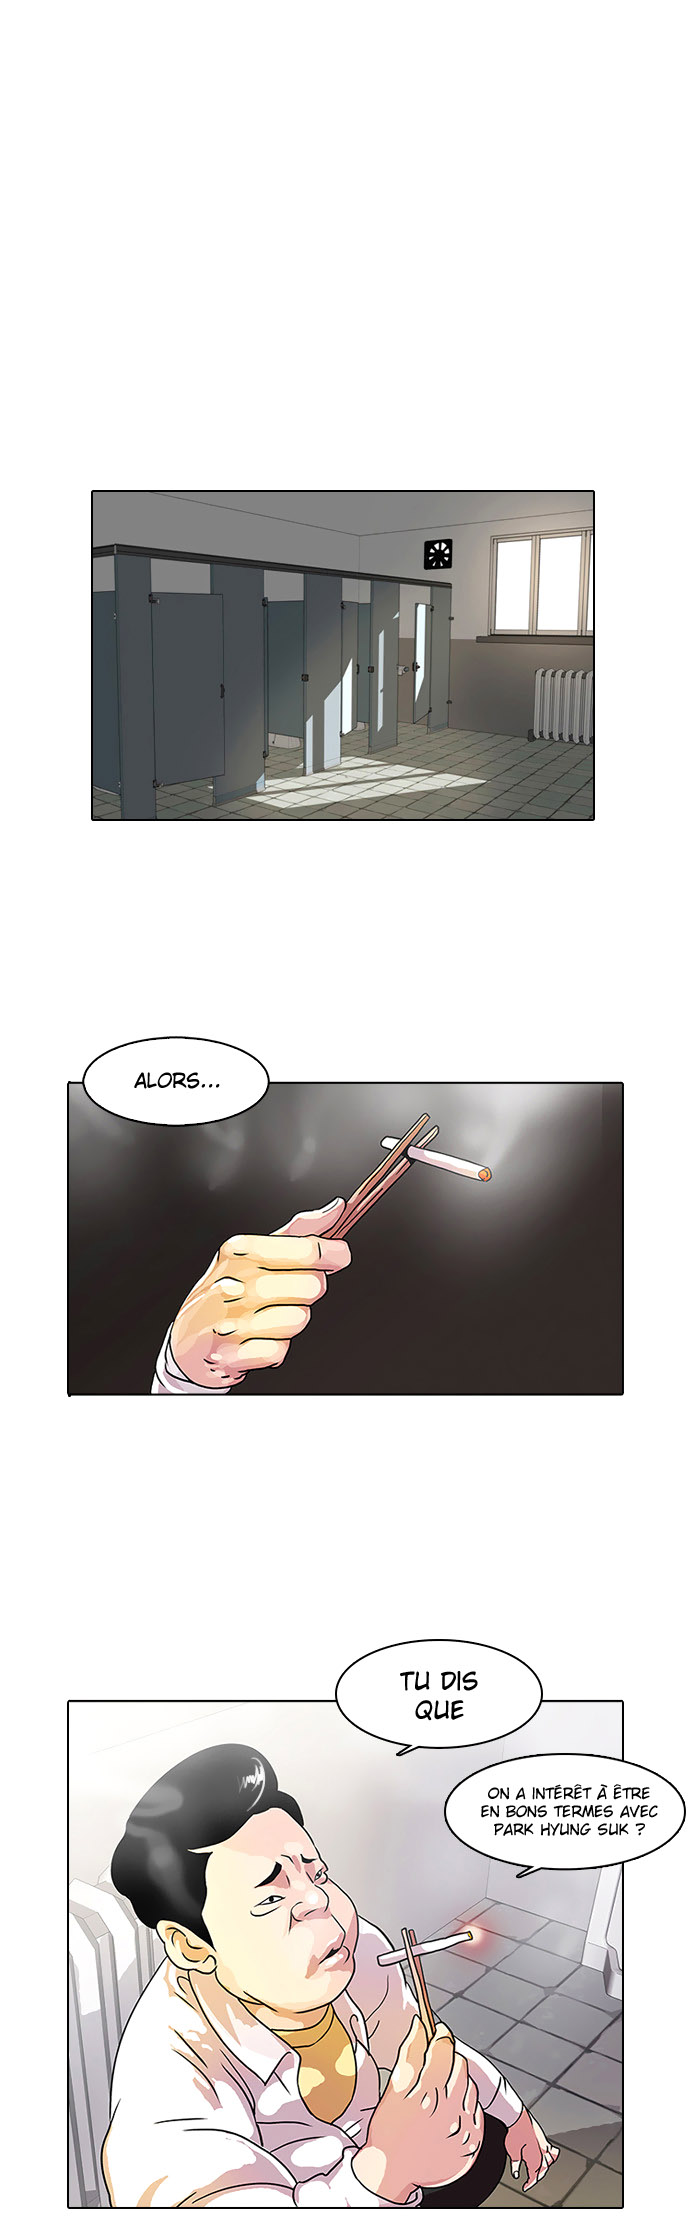 ALORS...
TU DIS
QUE
ON A INTÉRÊT À ÊTRE
EN BONS TERMES AVEC
PARK HYUNG SUK ?